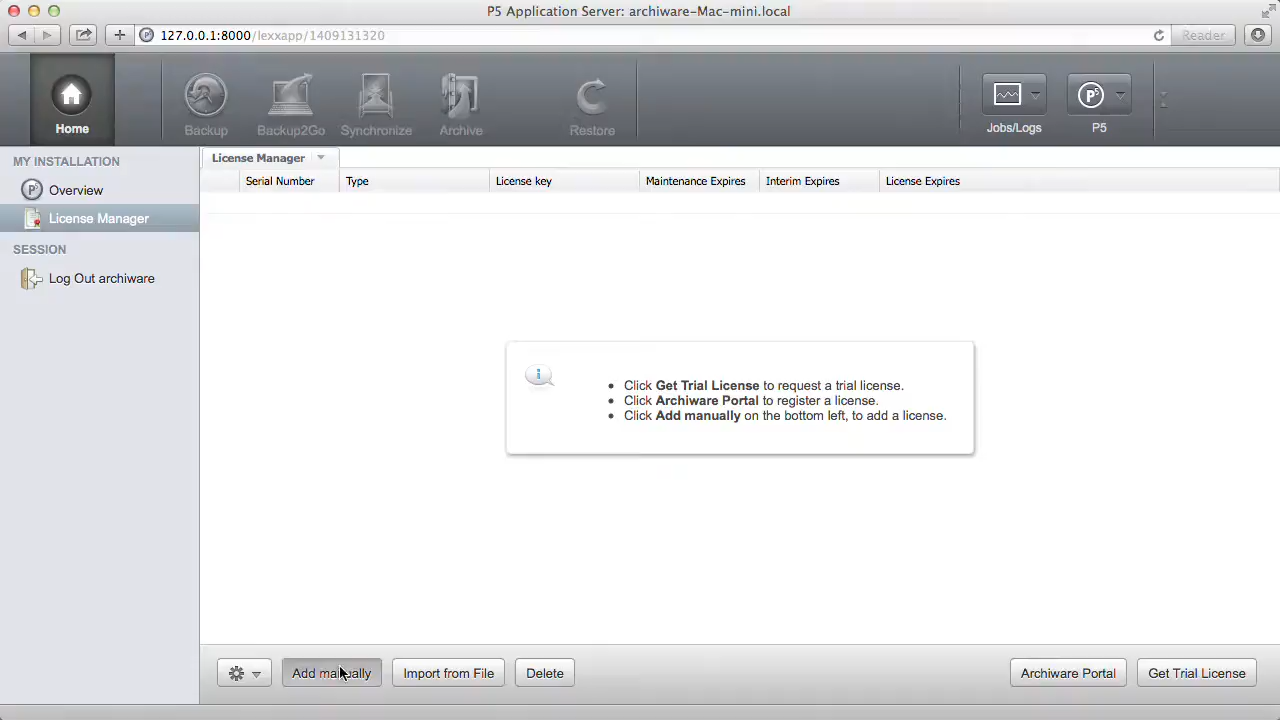 P5 Application Server: archiware-Mac-mini.local
127.0.0.1:8000/lexxapp/1409131320
Reader
Home
Backup
Backup2Go
Synchronize
Archive
Restore
Jobs/Logs
P5
MY INSTALLATION
Overview
License Manager
SESSION
Log Out archiware
License Manager
Serial Number Type License key Maintenance Expires Interim Expires License Expires
• Click Get Trial License to request a trial license.
• Click Archiware Portal to register a license.
• Click Add manually on the bottom left, to add a license.
Add manually Import from File Delete Archiware Portal Get Trial License